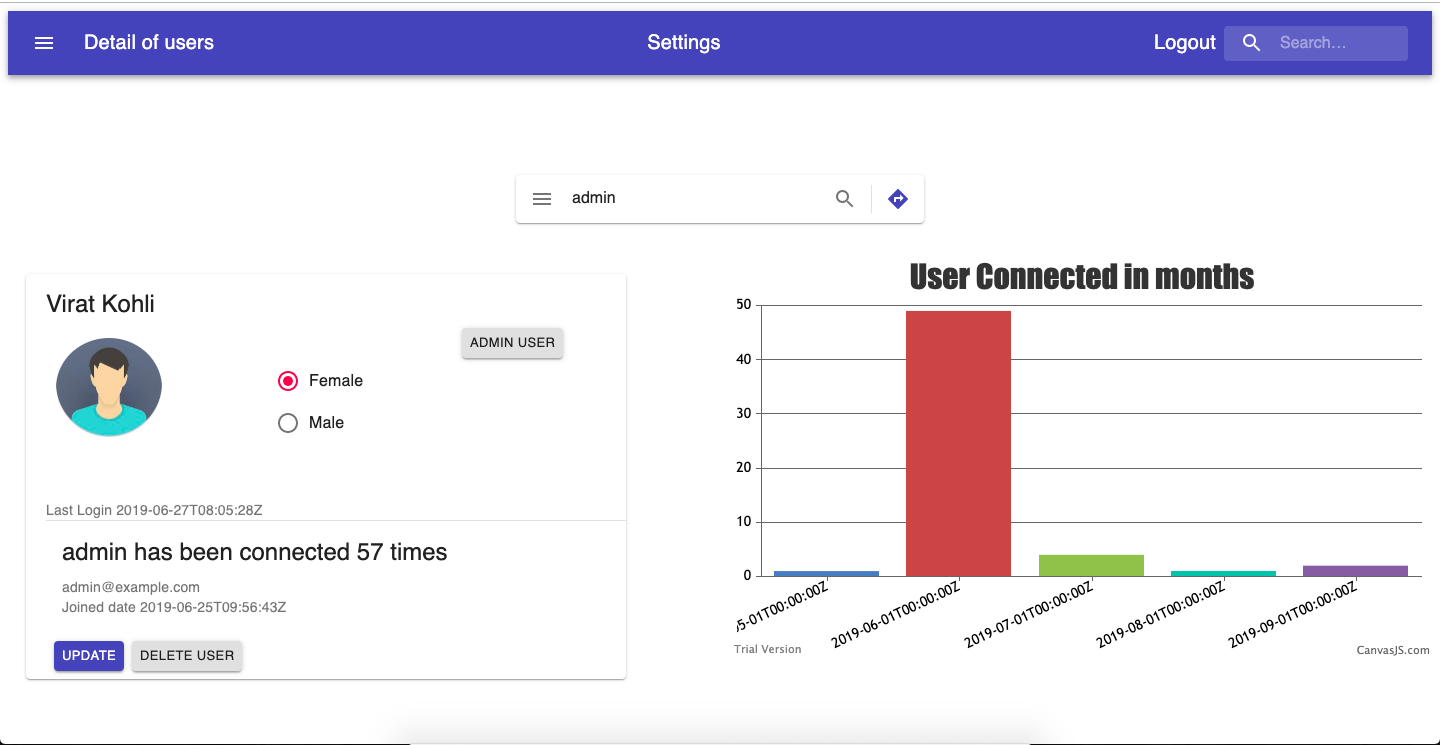 Detail of users
Settings
Logout
Search...
admin
Virat Kohli
ADMIN USER
Female
Male
Last Login 2019-06-27T08:05:28Z
admin has been connected 57 times
admin@example.com
Joined date 2019-06-25T09:56:43Z
UPDATE
DELETE USER
User Connected in months
50
40
30
20
10
0
5-01T00:00:00Z
2019-06-01T00:00:00Z
2019-07-01T00:00:00Z
2019-08-01T00:00:00Z
2019-09-01T00:00:00Z
Trial Version
CanvasJS.com